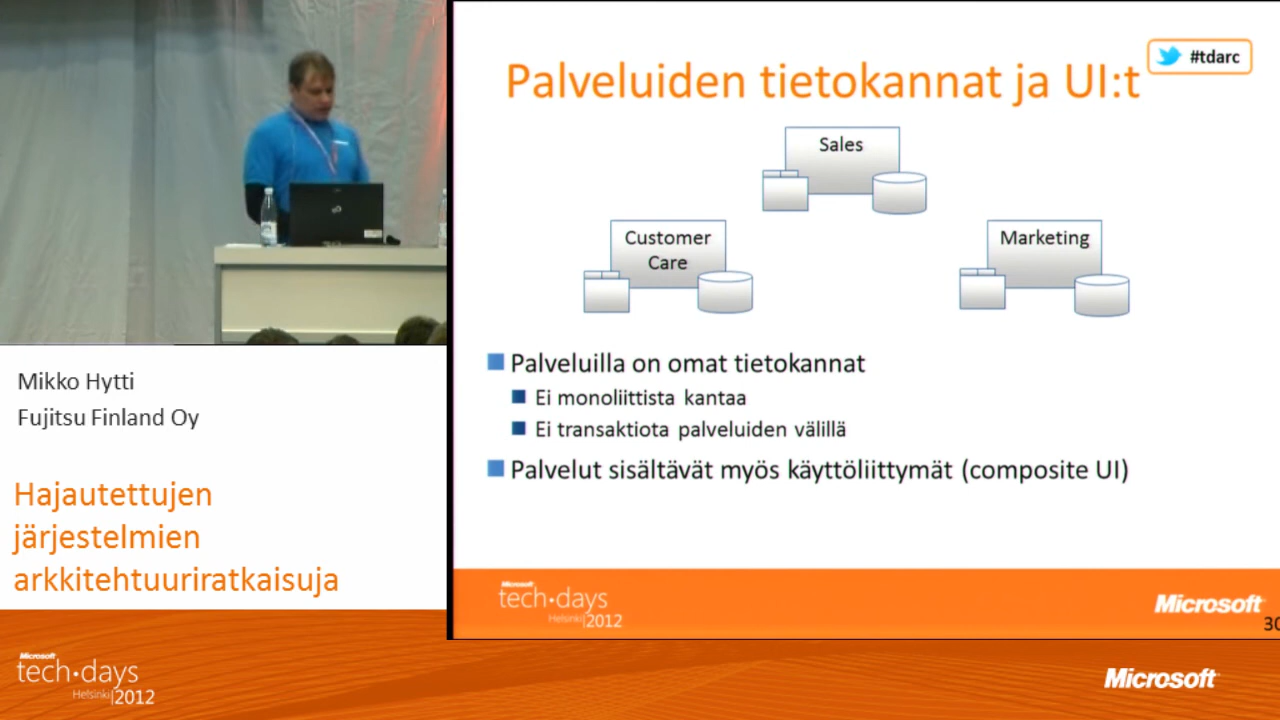 Palveluiden tietokannat ja UI:t
#tdarc
Sales
Customer
Care
Marketing
Palveluilla on omat tietokannat
Ei monoliittista kantaa
Ei transaktiota palveluiden välillä
Palvelut sisältävät myös käyttöliittymät (composite UI)
Microsoft
tech•days
Helsinki|2012
Microsoft
30
Mikko Hytti
Fujitsu Finland Oy
Hajautettujen
järjestelmien
arkkitehtuuriratkaisuja
Microsoft
tech•days
Helsinki|2012
Microsoft